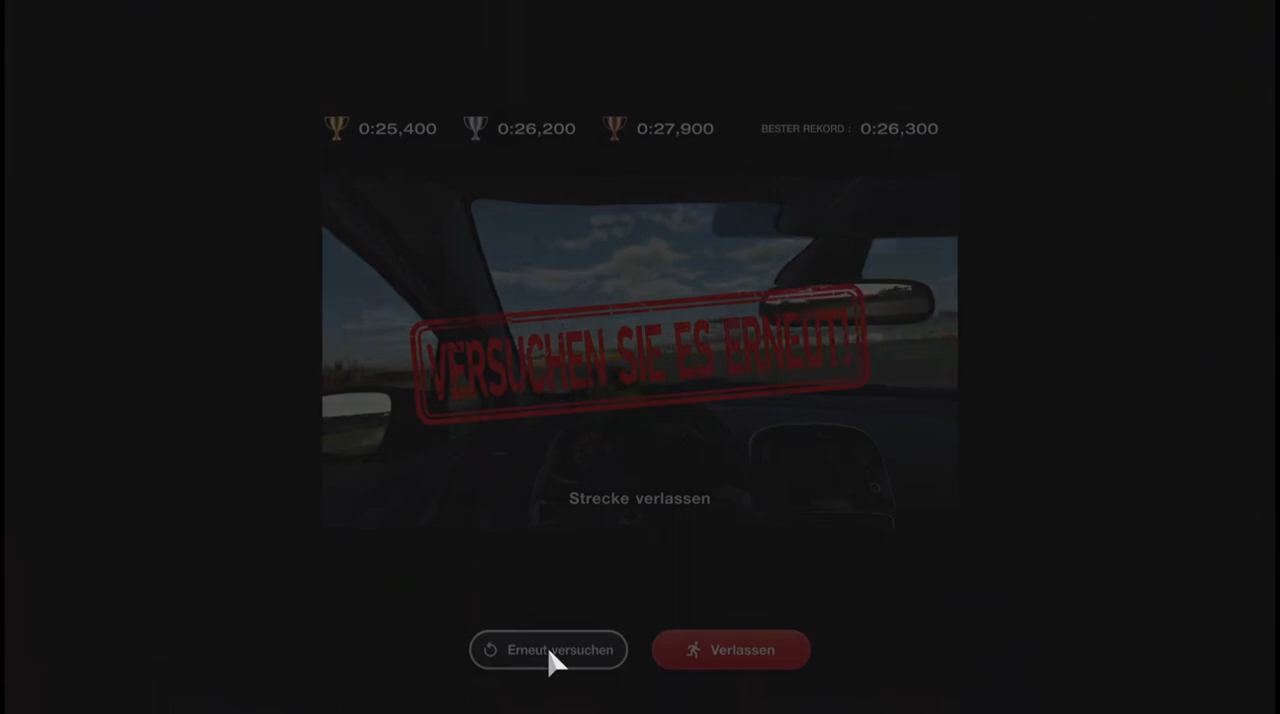 0:25,400 0:26,200 0:27,900 BESTER REKORD : 0:26,300
VERSUCHEN SIE ES ERNEUT!
Strecke verlassen
Erneut versuchen Verlassen